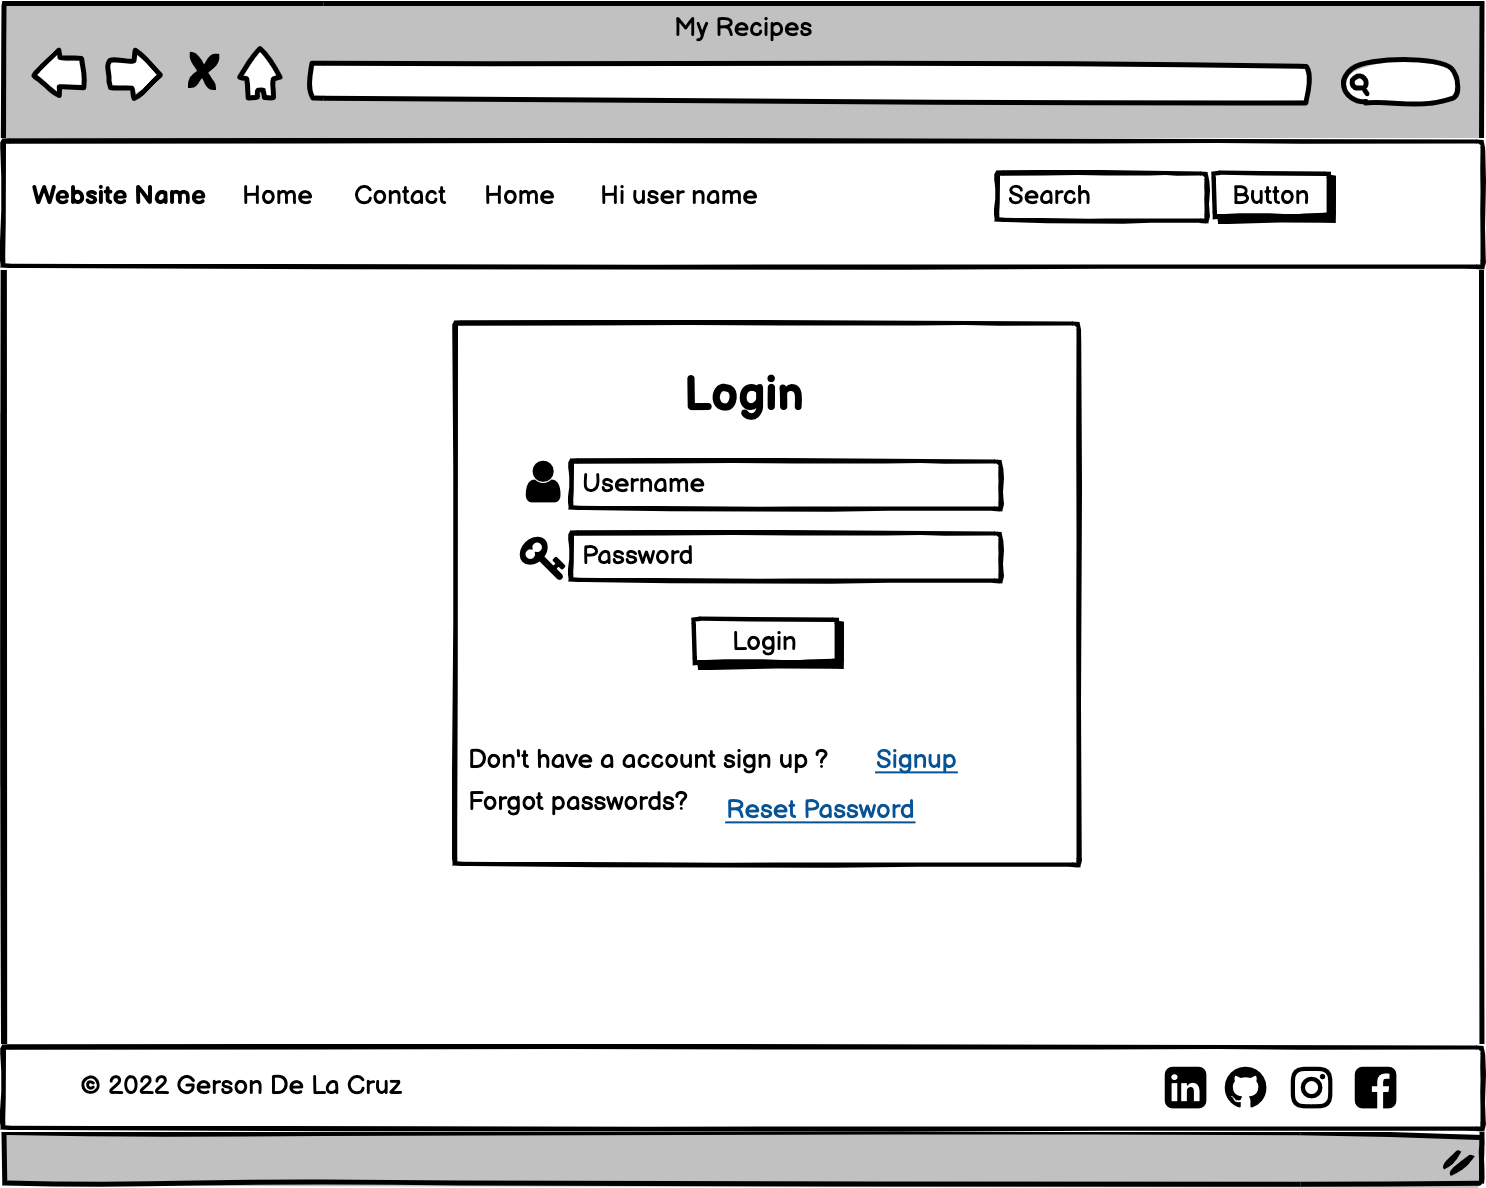 My Recipes
Website Name Home Contact Home Hi user name Search Button
Login
Username
Password
Login
Don't have a account sign up ? Signup
Forgot passwords? Reset Password
© 2022 Gerson De La Cruz in